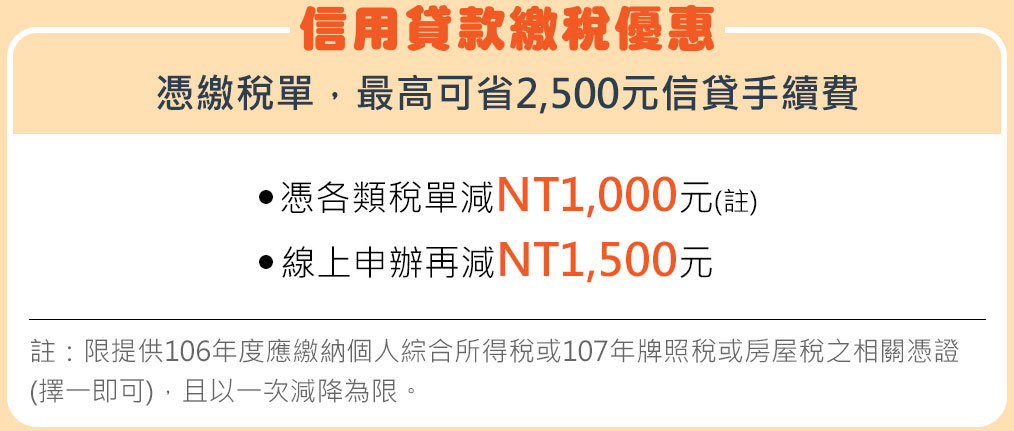 信用貸款繳稅優惠
憑繳稅單，最高可省2,500元信貸手續費
●憑各類稅單減NT1,000元(註)
●線上申辦再減NT1,500元
註：限提供106年度應繳納個人綜合所得稅或107年牌照稅或房屋稅之相關憑證
(擇一即可)，且以一次減降為限。